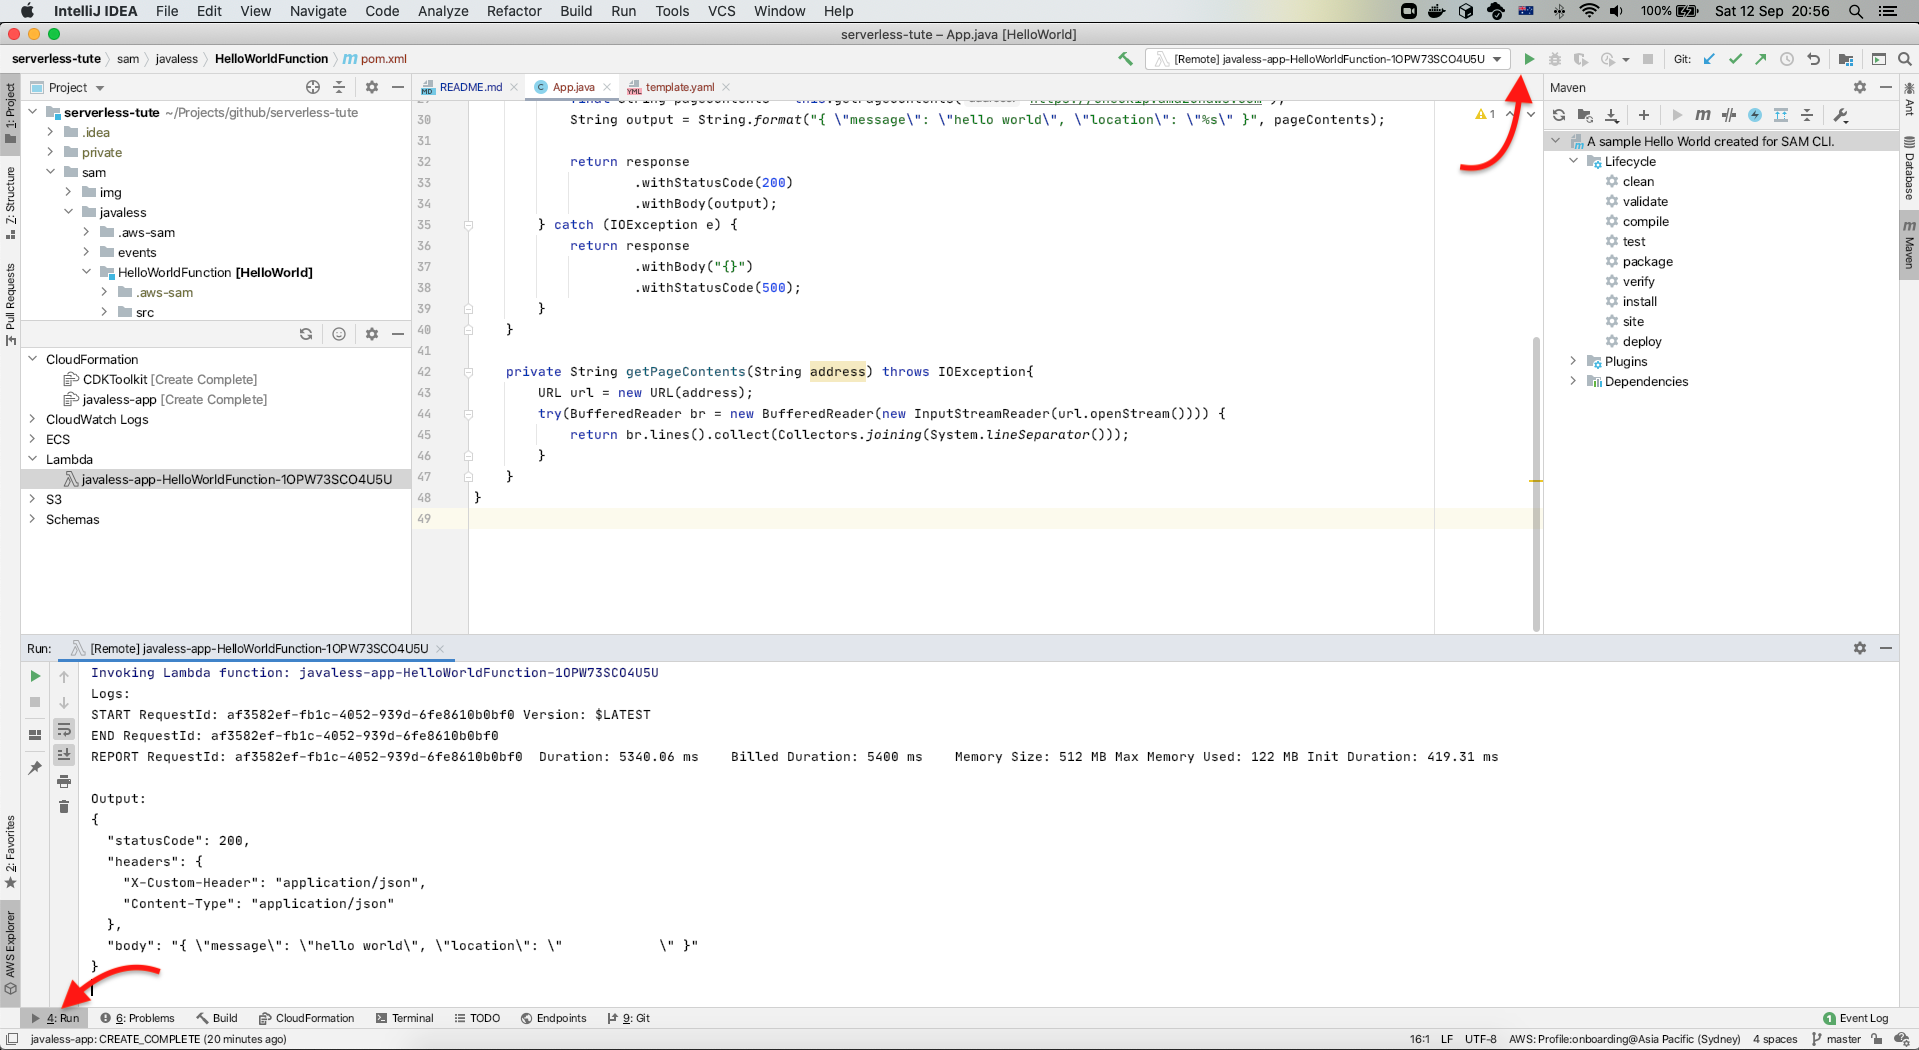 IntelliJ IDEA File Edit View Navigate Code Analyze Refactor Build Run Tools VCS Window Help 100% Sat 12 Sep 20:56
serverless-tute – App.java [HelloWorld]
serverless-tute sam javaless HelloWorldFunction m pom.xml [Remote] javaless-app-HelloWorldFunction-1OPW73SCO4U5U Git:
Project
README.md App.java template.yaml
Maven
1: Project
7: Structure
Pull Requests
2: Favorites
AWS Explorer
serverless-tute ~/Projects/github/serverless-tute
.idea
private
sam
img
javaless
.aws-sam
events
HelloWorldFunction [HelloWorld]
.aws-sam
src
CloudFormation
CDKToolkit [Create Complete]
javaless-app [Create Complete]
CloudWatch Logs
ECS
Lambda
javaless-app-HelloWorldFunction-1OPW73SCO4U5U
S3
Schemas
30 String output = String.format("{ \"message\": \"hello world\", \"location\": \"%s\" }", pageContents);
31
32 return response
33 .withStatusCode(200)
34 .withBody(output);
35 } catch (IOException e) {
36 return response
37 .withBody("{}")
38 .withStatusCode(500);
39 }
40 }
41
42 private String getPageContents(String address) throws IOException{
43 URL url = new URL(address);
44 try(BufferedReader br = new BufferedReader(new InputStreamReader(url.openStream()))) {
45 return br.lines().collect(Collectors.joining(System.lineSeparator()));
46 }
47 }
48 }
49
1
A sample Hello World created for SAM CLI.
Lifecycle
clean
validate
compile
test
package
verify
install
site
deploy
Plugins
Dependencies
Ant
Database
Maven
Run: [Remote] javaless-app-HelloWorldFunction-1OPW73SCO4U5U
Invoking Lambda function: javaless-app-HelloWorldFunction-1OPW73SCO4U5U
Logs:
START RequestId: af3582ef-fb1c-4052-939d-6fe8610b0bf0 Version: $LATEST
END RequestId: af3582ef-fb1c-4052-939d-6fe8610b0bf0
REPORT RequestId: af3582ef-fb1c-4052-939d-6fe8610b0bf0 Duration: 5340.06 ms Billed Duration: 5400 ms Memory Size: 512 MB Max Memory Used: 122 MB Init Duration: 419.31 ms
Output:
{
"statusCode": 200,
"headers": {
"X-Custom-Header": "application/json",
"Content-Type": "application/json"
},
"body": "{ \"message\": \"hello world\", \"location\": \" \" }"
}
4: Run 6: Problems Build CloudFormation Terminal TODO Endpoints 9: Git 1 Event Log
javaless-app: CREATE_COMPLETE (20 minutes ago) 16:1 LF UTF-8 AWS: Profile:onboarding@Asia Pacific (Sydney) 4 spaces master